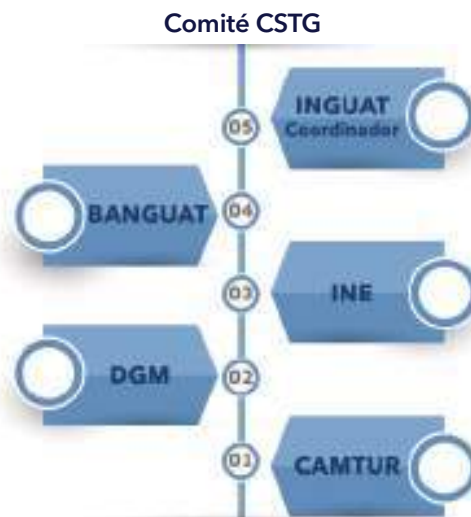 Comité CSTG
INGUAT
Coordinador
05
BANGUAT
04
03
INE
DGM
02
01
CAMTUR